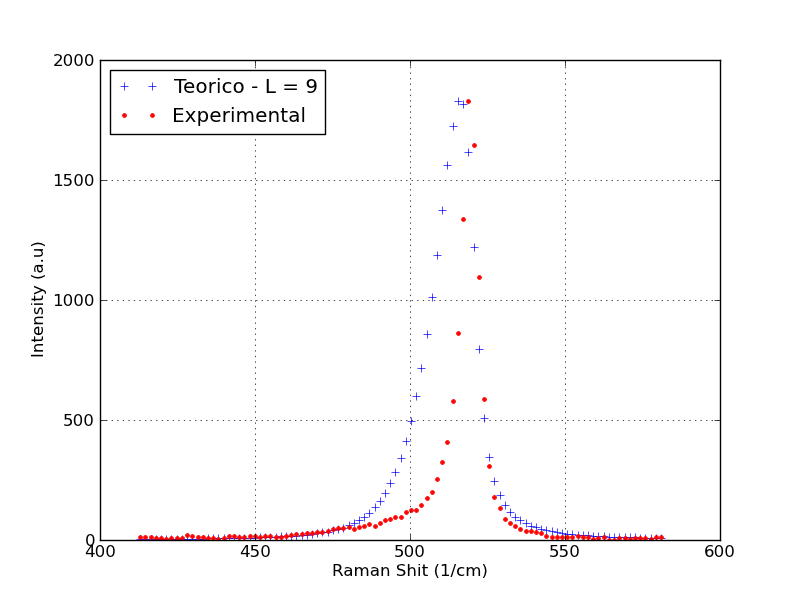 Teorico - L = 9
Experimental
2000
1500
1000
500
0
400
450
500
550
600
Intensity (a.u)
Raman Shit (1/cm)